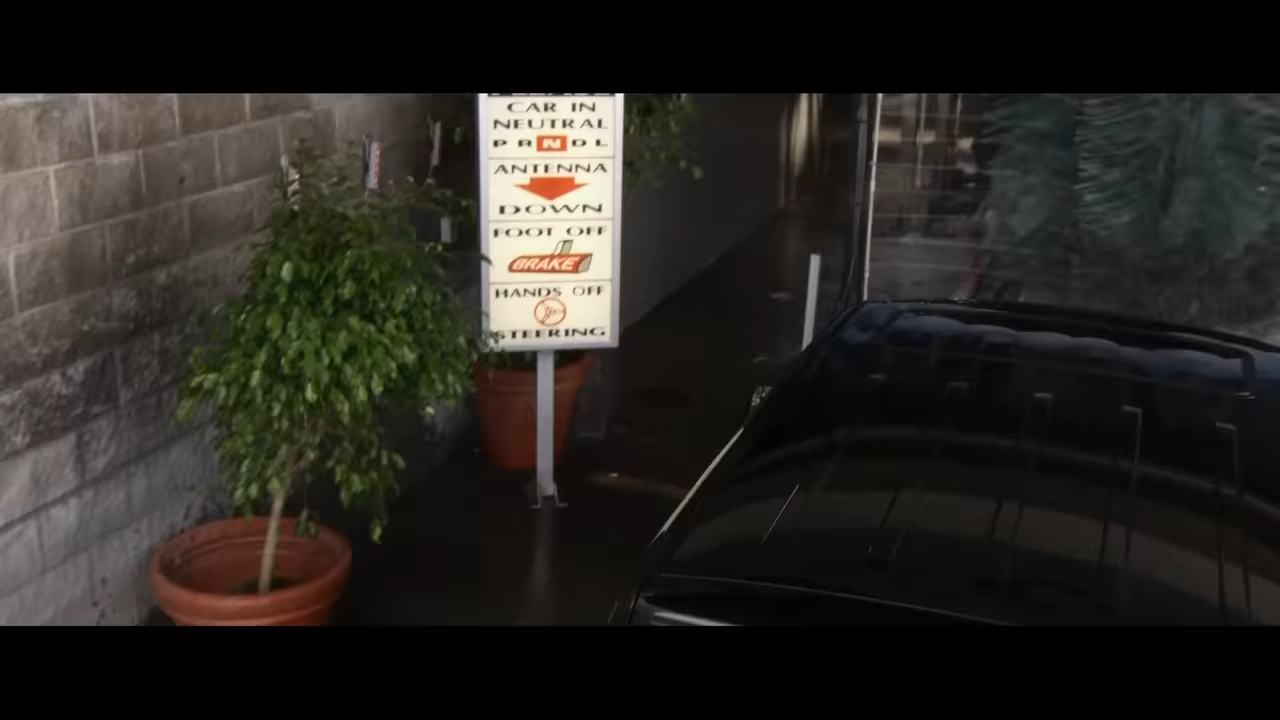 CAR IN
NEUTRAL
P R N D L
ANTENNA
DOWN
FOOT OFF
BRAKE
HANDS OFF
STEERING